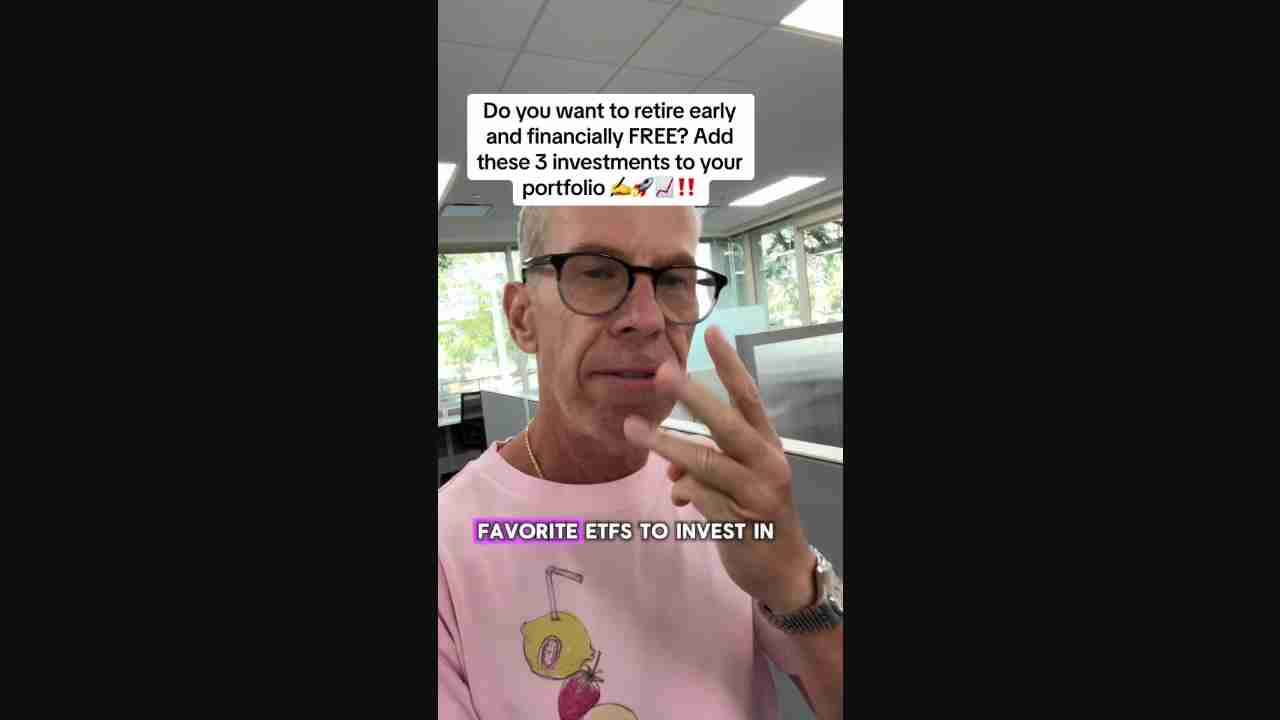 Do you want to retire early
and financially FREE? Add
these 3 investments to your
portfolio ✍️🚀📈‼️
FAVORITE ETFS TO INVEST IN